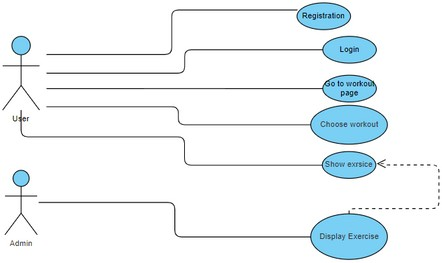 Registration
Login
Go to workout
page
User
Choose workout
Show exrsice
Admin
Display Exercise